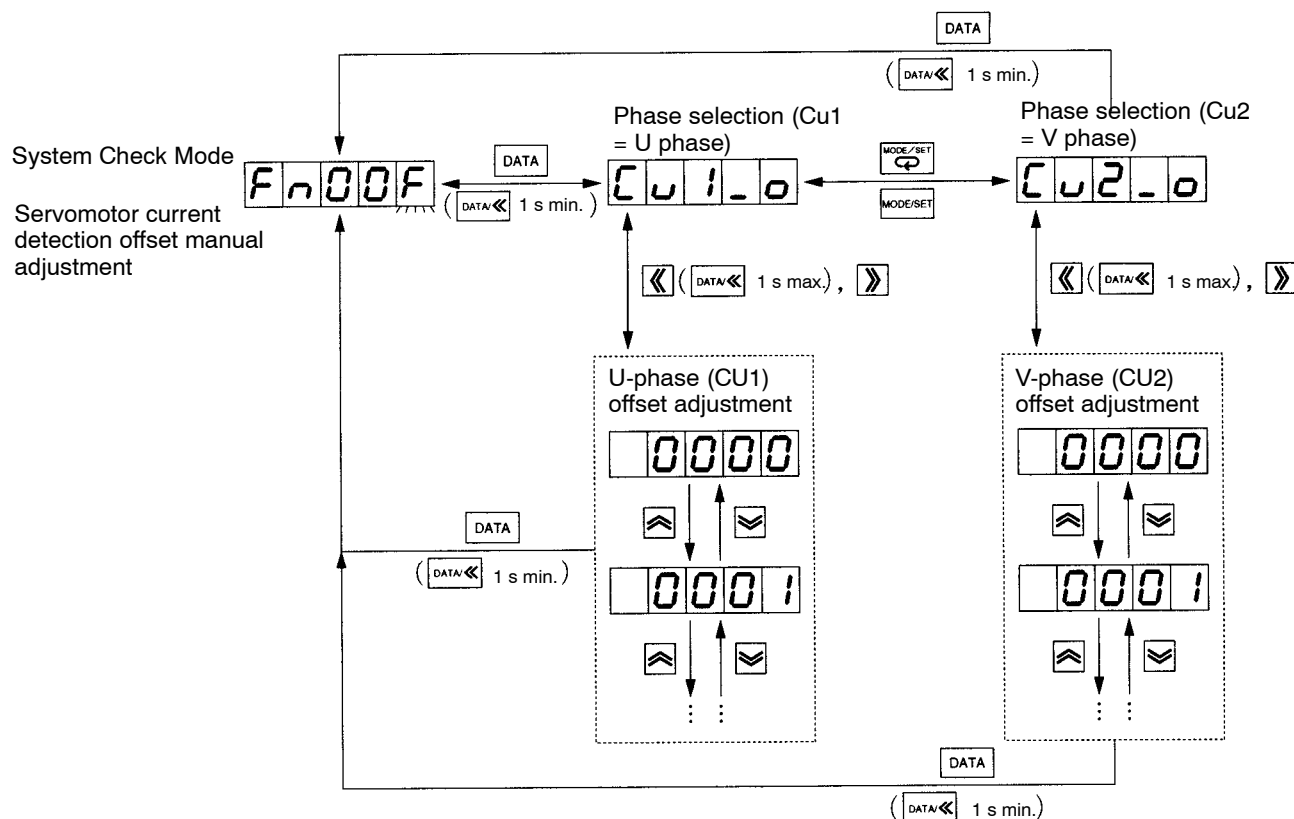 DATA
(DATA/≪ 1 s min.)
Phase selection (Cu1
= U phase)
Phase selection (Cu2
= V phase)
System Check Mode
Fn00F
DATA
(DATA/≪ 1 s min.)
Cu1_o
MODE/SET
MODE/SET
Cu2_o
Servomotor current
detection offset manual
adjustment
≪ (DATA/≪ 1 s max.), ≫
≪ (DATA/≪ 1 s max.), ≫
U-phase (CU1)
offset adjustment
0000
0001
⋮ ⋮
V-phase (CU2)
offset adjustment
0000
0001
⋮ ⋮
DATA
(DATA/≪ 1 s min.)
DATA
(DATA/≪ 1 s min.)